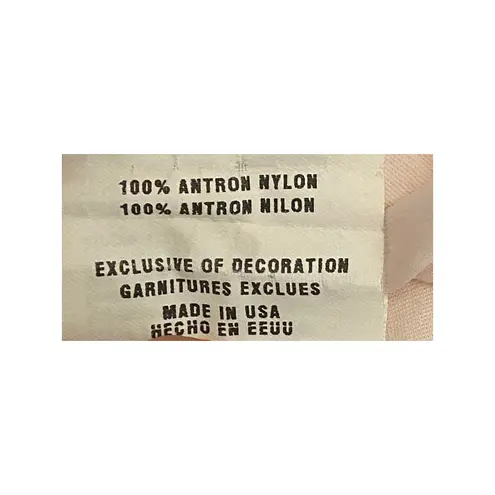 100% ANTRON NYLON
100% ANTRON NILON
EXCLUSIVE OF DECORATION
GARNITURES EXCLUES
MADE IN USA
HECHO EN EEUU